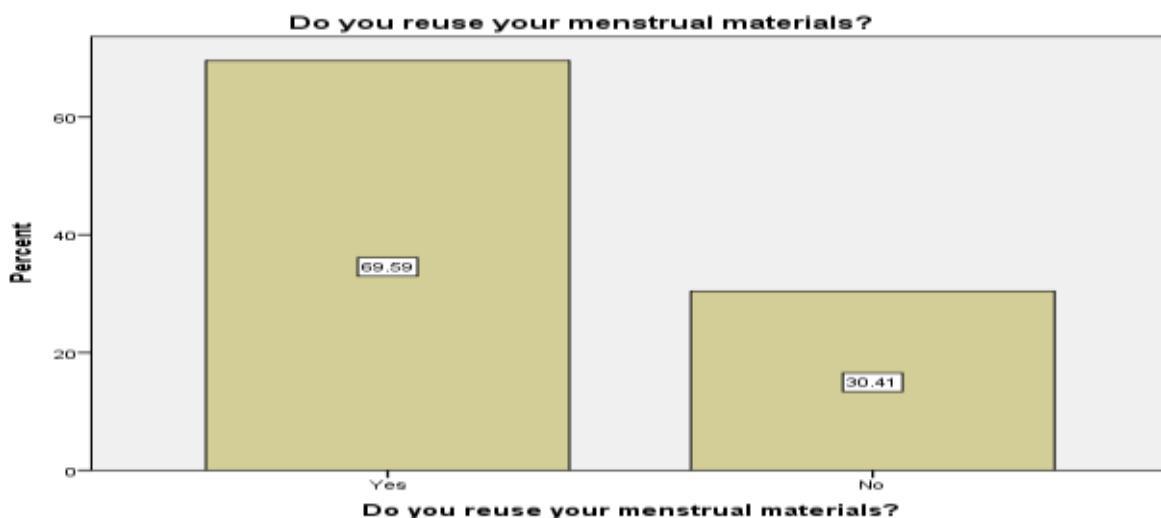 Do you reuse your menstrual materials?
Percent
60
40
20
0
69.59
30.41
Yes
No
Do you reuse your menstrual materials?